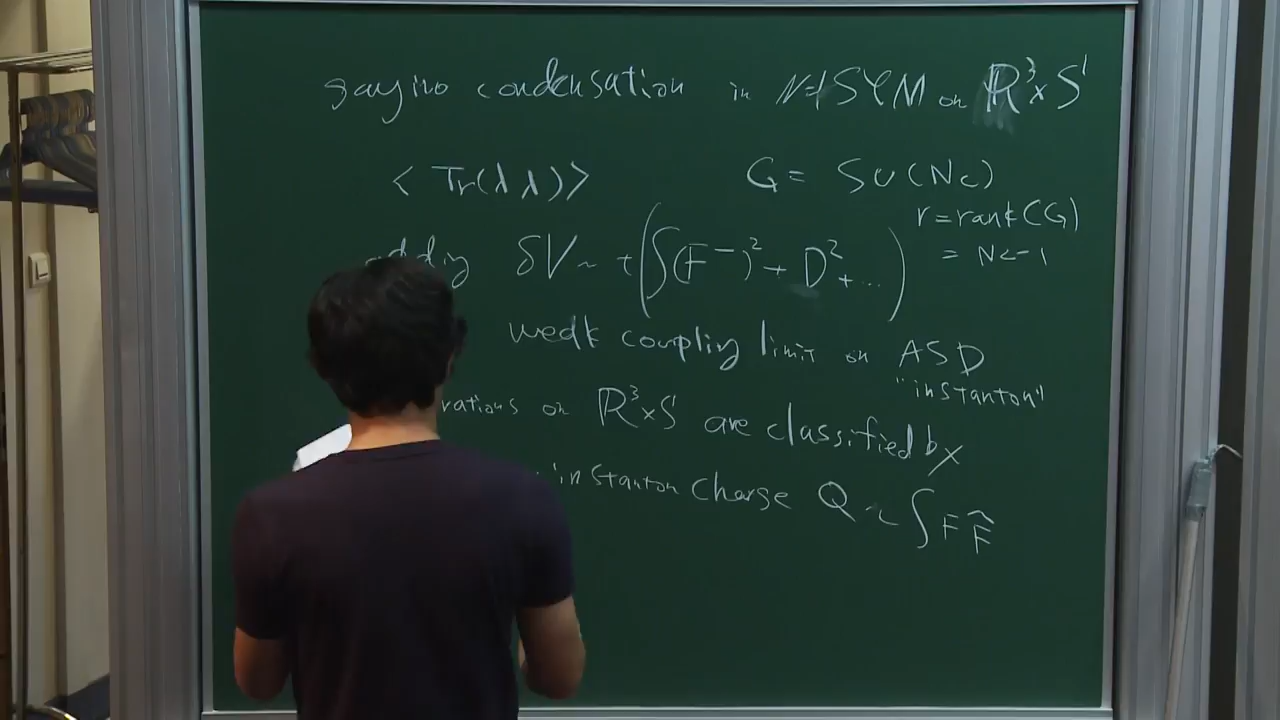 gaugino condensation in N=1 SYM on ℝ³×S¹
< Tr(λλ)> G = SU(Nc)
r = rank(G)
= Nc-1
adding δV ~ t(∫(F⁻)² + D² + ...)
weak coupling limit on ASD
"instanton"
rations on ℝ³×S¹ are classified by
instanton charge Q ~ ∫ F F̃